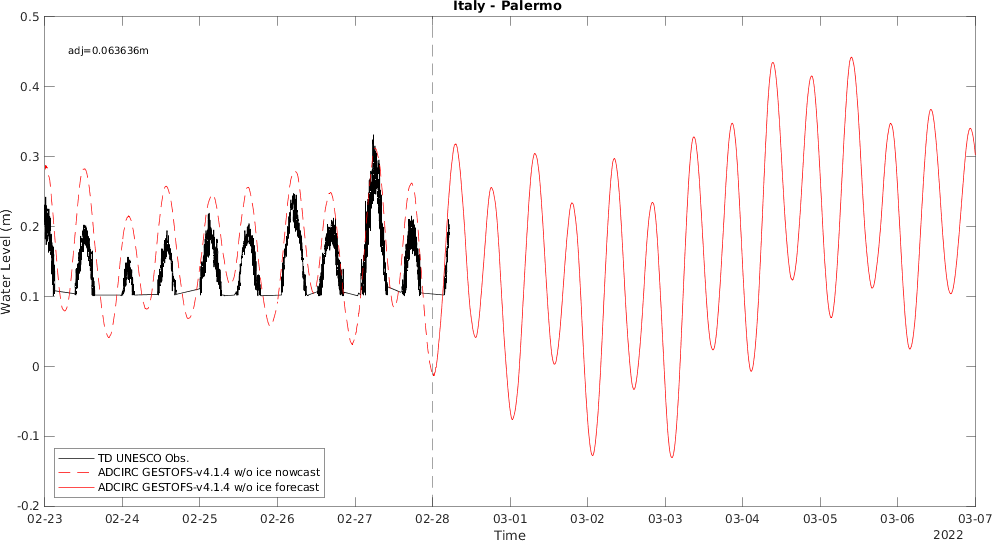 Italy - Palermo
adj=0.063636m
Water Level (m)
0.5
0.4
0.3
0.2
0.1
0
-0.1
-0.2
TD UNESCO Obs.
ADCIRC GESTOFS-v4.1.4 w/o ice nowcast
ADCIRC GESTOFS-v4.1.4 w/o ice forecast
02-23 02-24 02-25 02-26 02-27 02-28 03-01 03-02 03-03 03-04 03-05 03-06 03-07
Time
2022